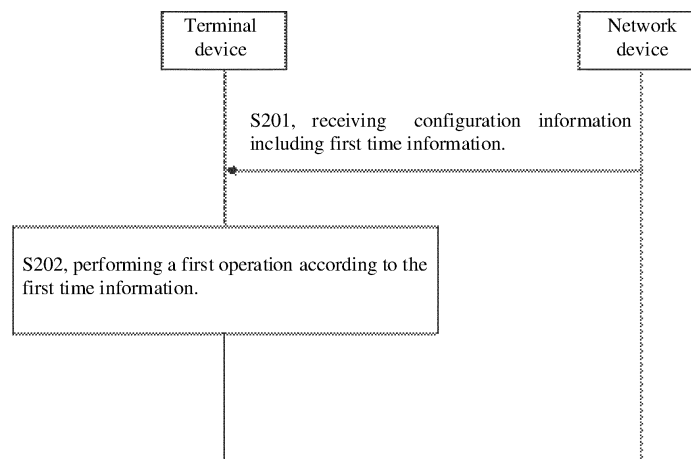 Terminal
device
Network
device
S201, receiving configuration information
including first time information.
S202, performing a first operation according to the
first time information.